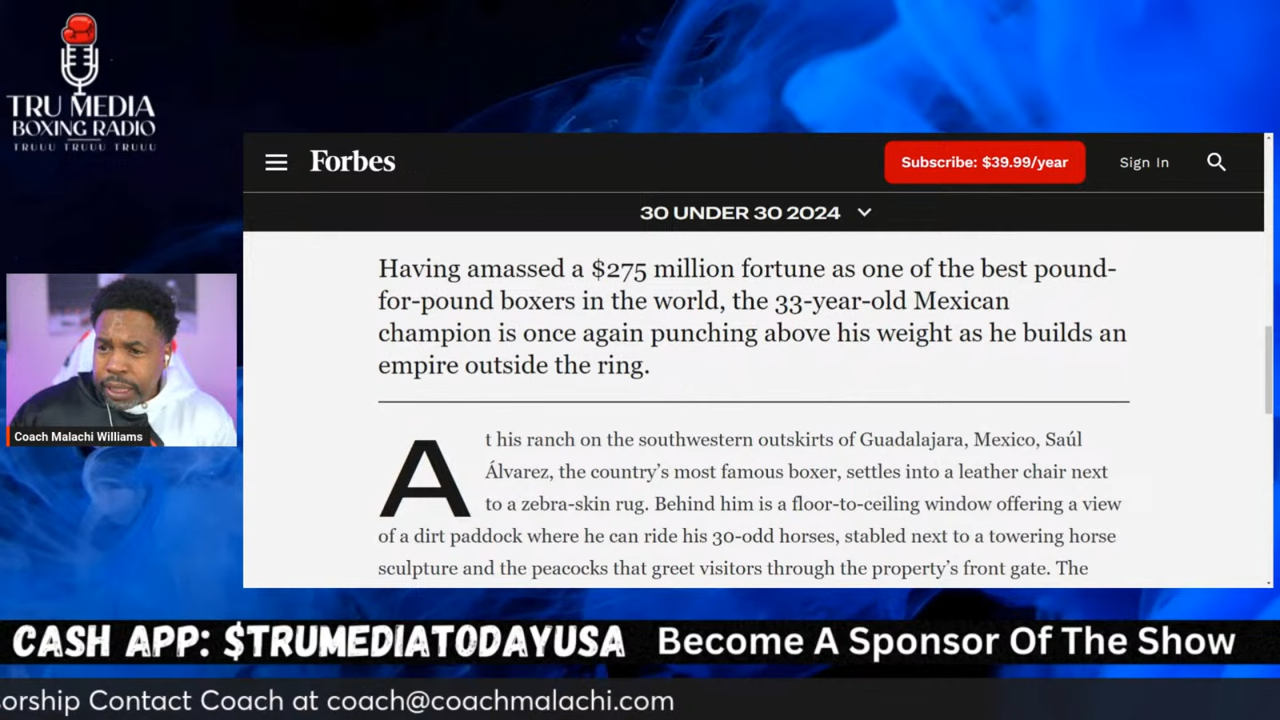 TRU MEDIA
BOXING RADIO
TRUUU TRUUU TRUUU
Forbes
Subscribe: $39.99/year
Sign In
30 UNDER 30 2024
Having amassed a $275 million fortune as one of the best pound-
for-pound boxers in the world, the 33-year-old Mexican
champion is once again punching above his weight as he builds an
empire outside the ring.
At his ranch on the southwestern outskirts of Guadalajara, Mexico, Saúl
Álvarez, the country’s most famous boxer, settles into a leather chair next
to a zebra-skin rug. Behind him is a floor-to-ceiling window offering a view
of a dirt paddock where he can ride his 30-odd horses, stabled next to a towering horse
sculpture and the peacocks that greet visitors through the property’s front gate. The
Coach Malachi Williams
CASH APP: $TRUMEDIATODAYUSA Become A Sponsor Of The Show
orship Contact Coach at coach@coachmalachi.com